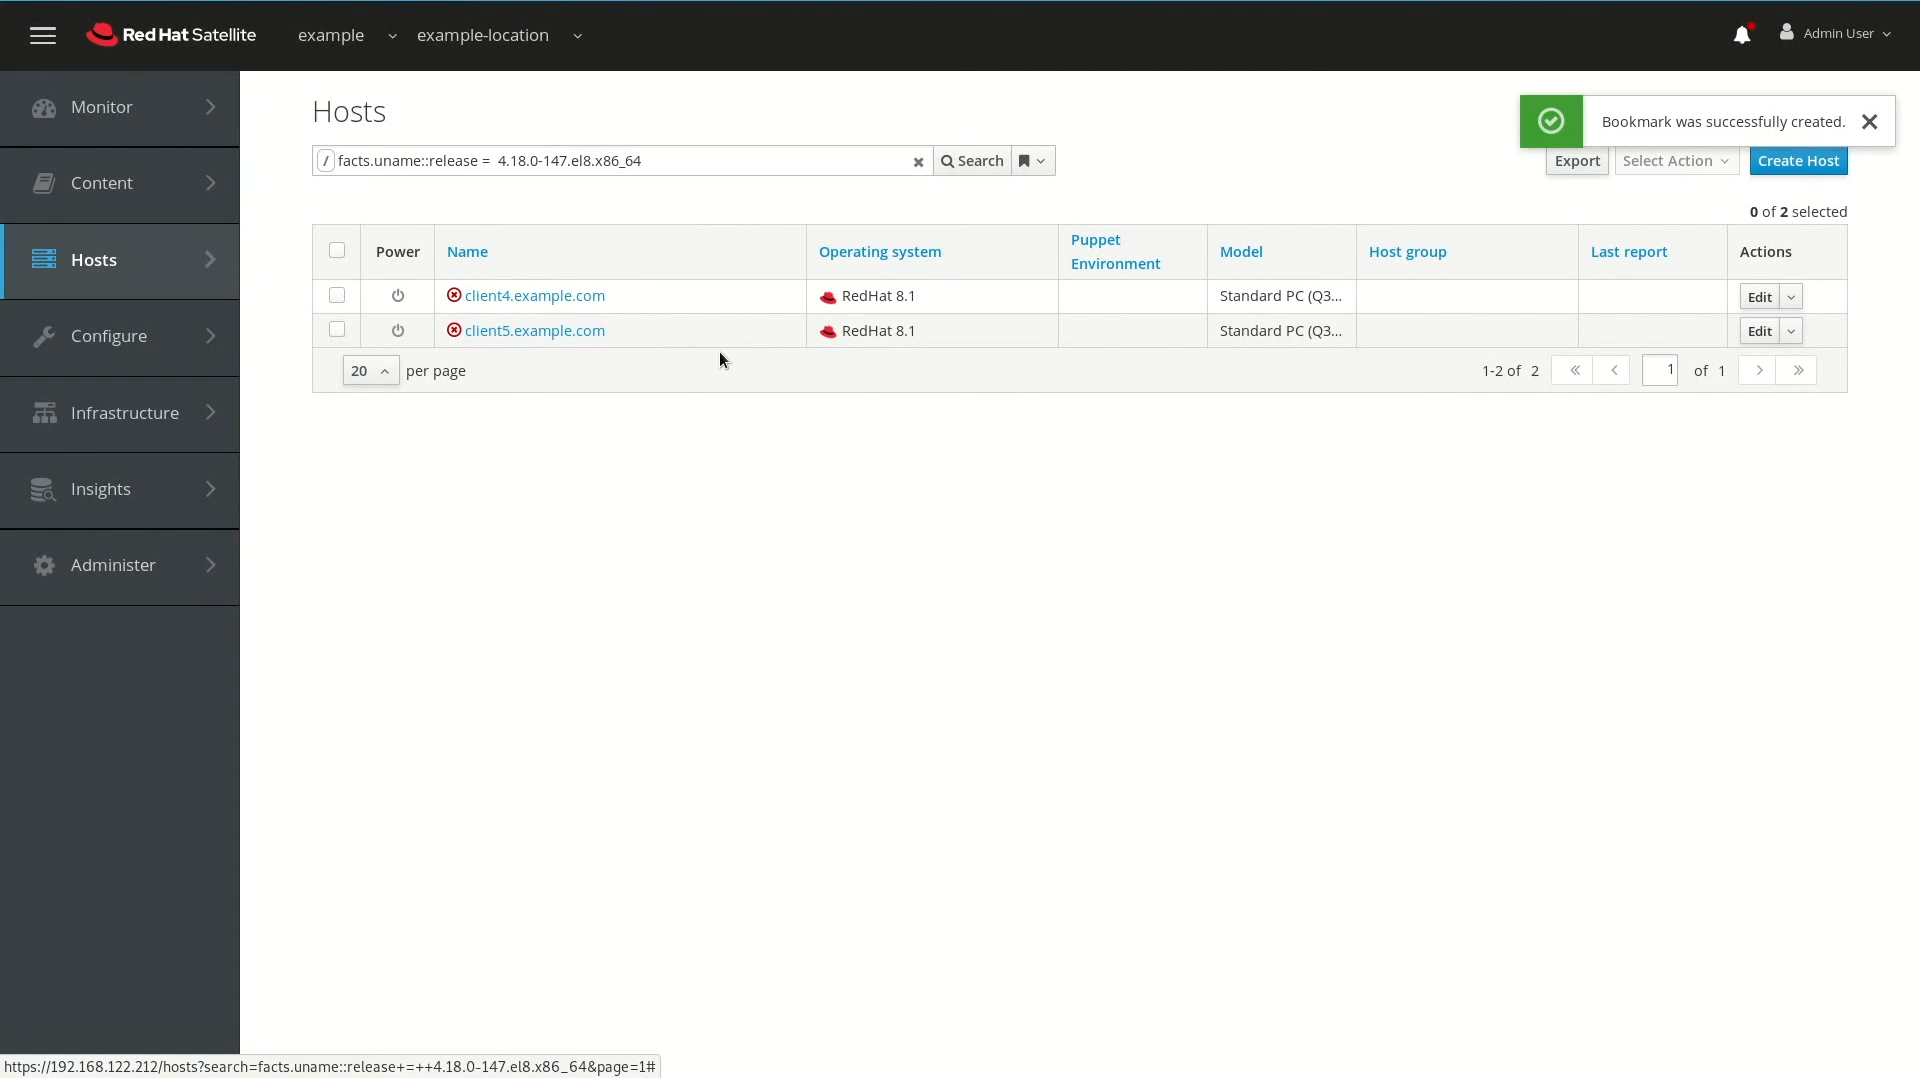 Red Hat Satellite example example-location Admin User
Monitor
Content
Hosts
Configure
Infrastructure
Insights
Administer
Hosts
Bookmark was successfully created.
/ facts.uname::release =  4.18.0-147.el8.x86_64 Search
Export Select Action Create Host
0 of 2 selected
Power Name Operating system Puppet Environment Model Host group Last report Actions
client4.example.com RedHat 8.1 Standard PC (Q3... Edit
client5.example.com RedHat 8.1 Standard PC (Q3... Edit
20 per page 1-2 of 2 « < 1 of 1 > »
https://192.168.122.212/hosts?search=facts.uname::release+=++4.18.0-147.el8.x86_64&page=1#